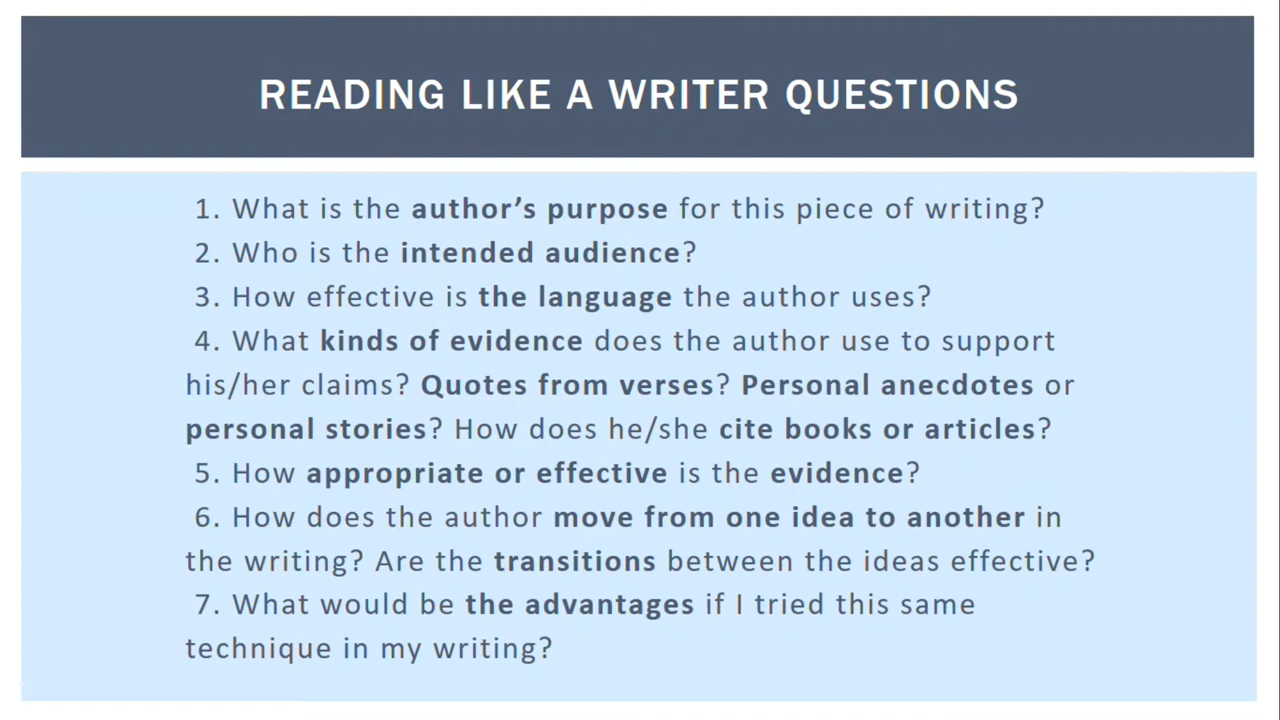 READING LIKE A WRITER QUESTIONS
1. What is the author’s purpose for this piece of writing?
2. Who is the intended audience?
3. How effective is the language the author uses?
4. What kinds of evidence does the author use to support
his/her claims? Quotes from verses? Personal anecdotes or
personal stories? How does he/she cite books or articles?
5. How appropriate or effective is the evidence?
6. How does the author move from one idea to another in
the writing? Are the transitions between the ideas effective?
7. What would be the advantages if I tried this same
technique in my writing?